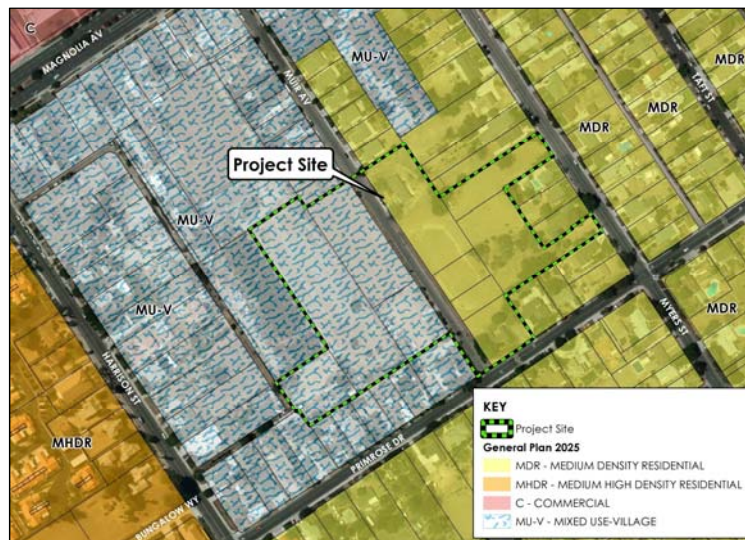 C
MAGNOLIA AV
MUIR AV
MU-V
MDR
TAFT ST
MDR
MDR
Project Site
MU-V
MU-V
HARRISON ST
MYERS ST
MDR
MHDR
PRIMROSE DR
BUNGALOW WY
KEY
Project Site
General Plan 2025
MDR - MEDIUM DENSITY RESIDENTIAL
MHDR - MEDIUM HIGH DENSITY RESIDENTIAL
C - COMMERCIAL
MU-V - MIXED USE-VILLAGE